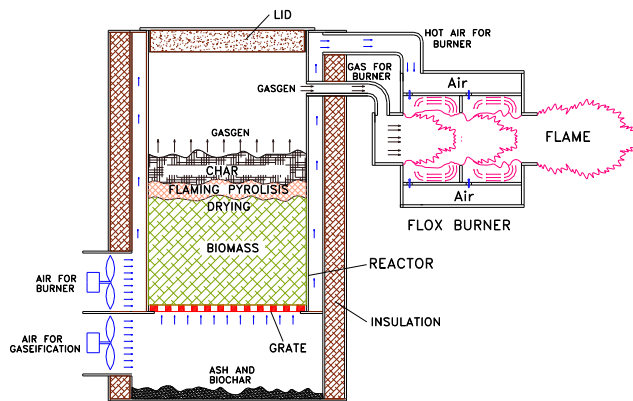 LID
HOT AIR FOR
BURNER
GAS FOR
BURNER
GASGEN
Air
GASGEN
FLAME
CHAR
FLAMING PYROLISIS
DRYING
Air
FLOX BURNER
BIOMASS
AIR FOR
BURNER
REACTOR
AIR FOR
GASEIFICATION
INSULATION
GRATE
ASH AND
BIOCHAR